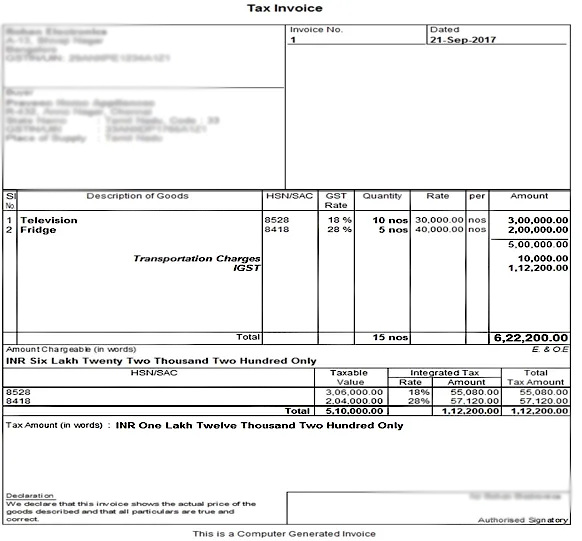 Tax Invoice
Invoice No. Dated
1 21-Sep-2017
Buyer
Sl No. Description of Goods HSN/SAC GST Rate Quantity Rate per Amount
1 Television 8528 18 % 10 nos 30,000.00 nos 3,00,000.00
2 Fridge 8418 28 % 5 nos 40,000.00 nos 2,00,000.00
5,00,000.00
Transportation Charges 10,000.00
IGST 1,12,200.00
Total 15 nos 6,22,200.00
Amount Chargeable (in words) E. & O.E
INR Six Lakh Twenty Two Thousand Two Hundred Only
HSN/SAC Taxable Value Integrated Tax Rate Amount Total Tax Amount
8528 3,06,000.00 18% 55,080.00 55,080.00
8418 2,04,000.00 28% 57,120.00 57,120.00
Total 5,10,000.00 1,12,200.00 1,12,200.00
Tax Amount (in words) : INR One Lakh Twelve Thousand Two Hundred Only
Declaration
We declare that this invoice shows the actual price of the
goods described and that all particulars are true and
correct.
Authorised Signatory
This is a Computer Generated Invoice